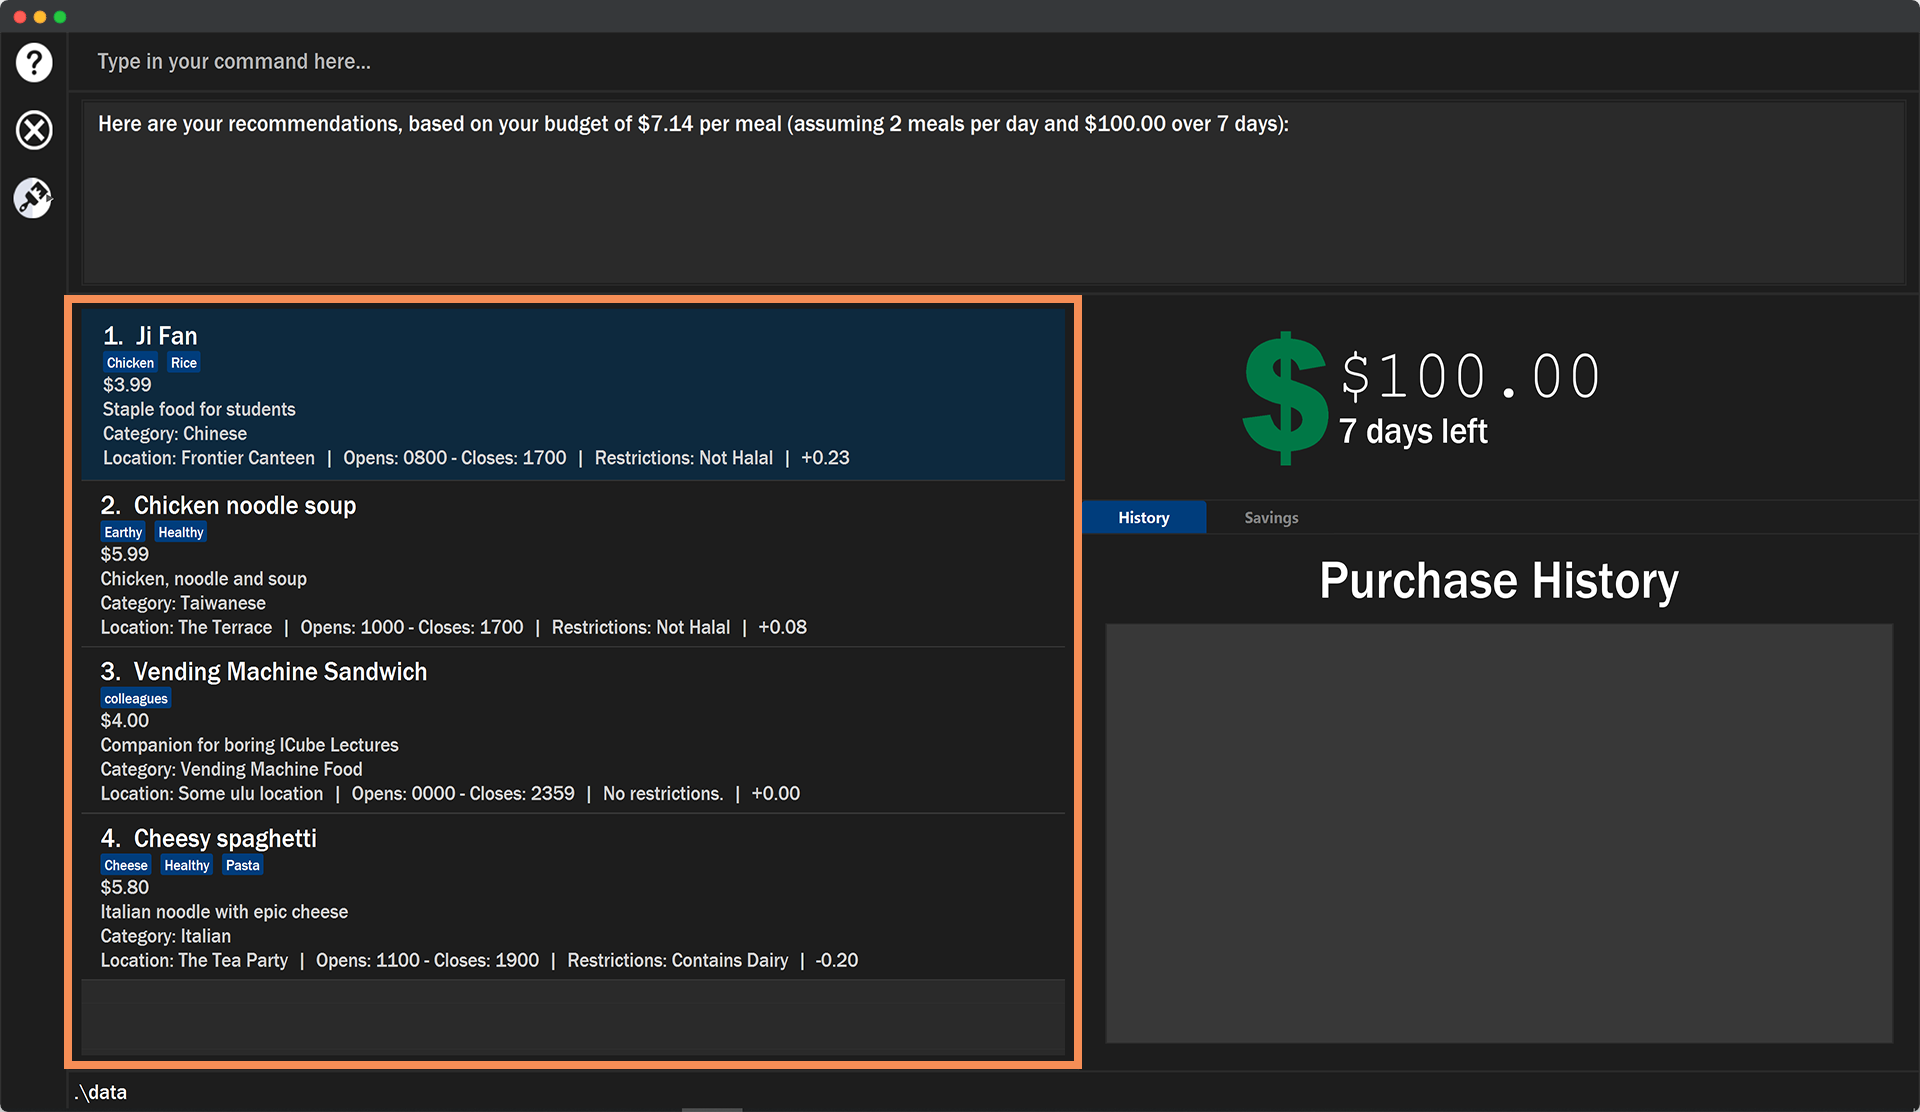 ?
Type in your command here...
Here are your recommendations, based on your budget of $7.14 per meal (assuming 2 meals per day and $100.00 over 7 days):
1. Ji Fan
Chicken Rice
$3.99
Staple food for students
Category: Chinese
Location: Frontier Canteen | Opens: 0800 - Closes: 1700 | Restrictions: Not Halal | +0.23
2. Chicken noodle soup
Earthy Healthy
$5.99
Chicken, noodle and soup
Category: Taiwanese
Location: The Terrace | Opens: 1000 - Closes: 1700 | Restrictions: Not Halal | +0.08
3. Vending Machine Sandwich
colleagues
$4.00
Companion for boring ICube Lectures
Category: Vending Machine Food
Location: Some ulu location | Opens: 0000 - Closes: 2359 | No restrictions. | +0.00
4. Cheesy spaghetti
Cheese Healthy Pasta
$5.80
Italian noodle with epic cheese
Category: Italian
Location: The Tea Party | Opens: 1100 - Closes: 1900 | Restrictions: Contains Dairy | -0.20
$ $100.00
7 days left
History Savings
Purchase History
.\data